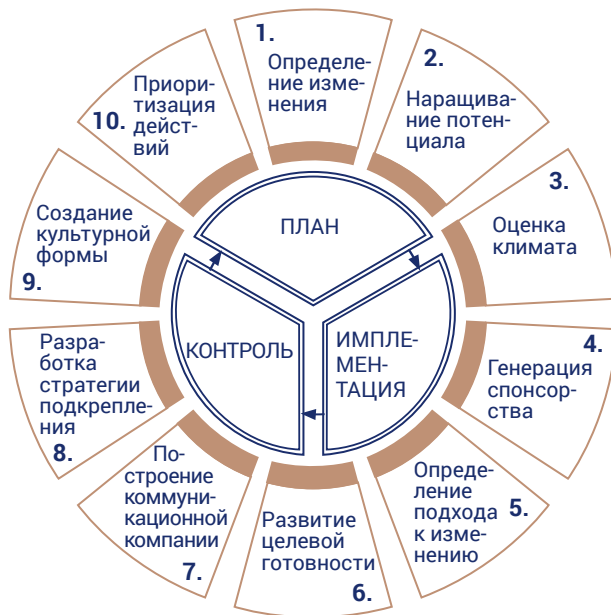 1.
Определе-
ние изме-
нения
2.
Наращива-
ние потен-
циала
3.
Оценка
климата
4.
Генерация
спонсор-
ства
Опреде-
ление
подхода
к изме-
нению
5.
Развитие
целевой
готовности
6.
По-
строение
коммуни-
кационной
компании
7.
Разра-
ботка
стратегии
подкрепле-
ния
8.
Создание
культурной
формы
9.
Приори-
тизация
10. дейст-
вий
ПЛАН
ИМПЛЕ-
МЕН-
ТАЦИЯ
КОНТРОЛЬ